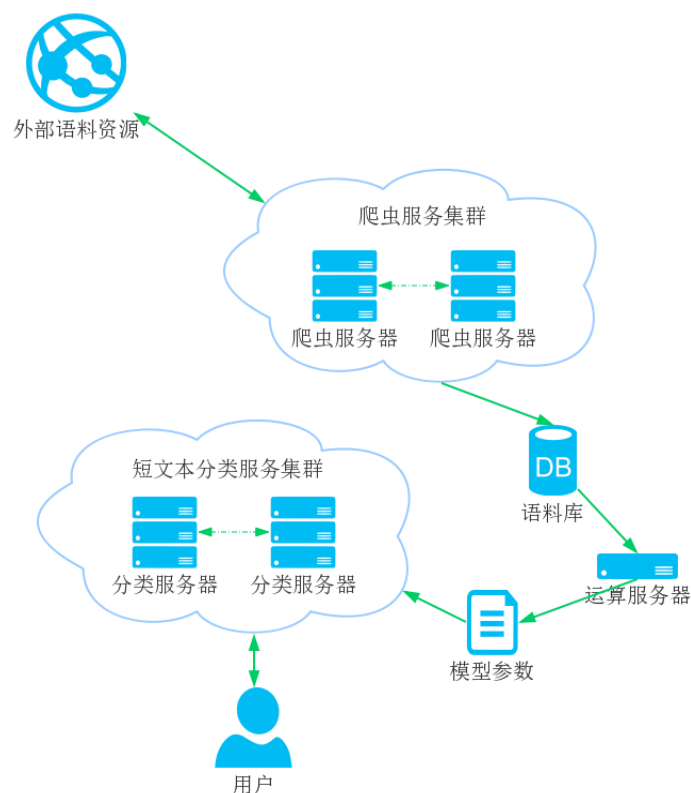 外部语料资源
爬虫服务集群
爬虫服务器
爬虫服务器
DB
语料库
短文本分类服务集群
分类服务器
分类服务器
运算服务器
模型参数
用户